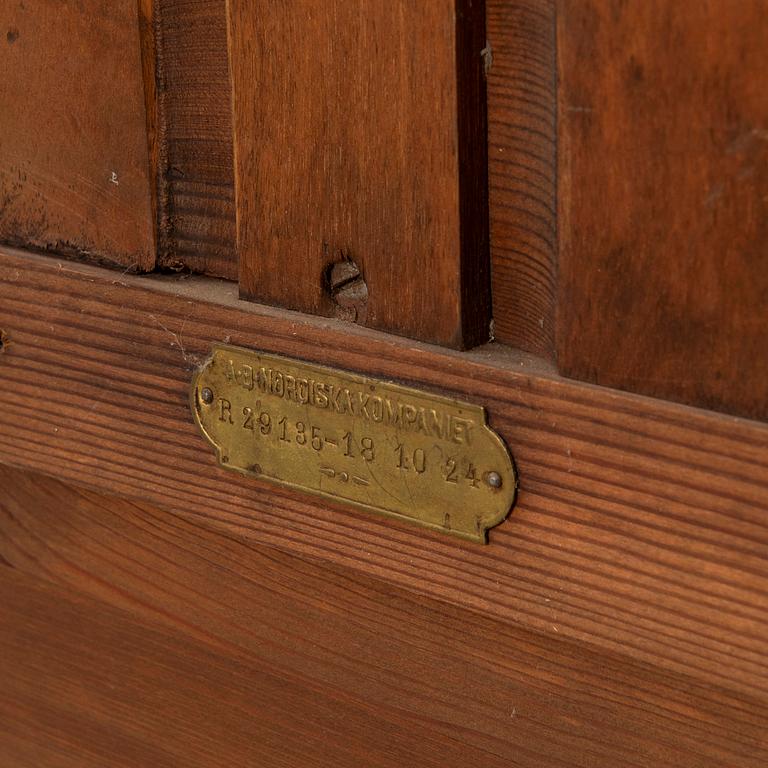 A·B·NORDISKA KOMPANIET
R 29135-18 10 24